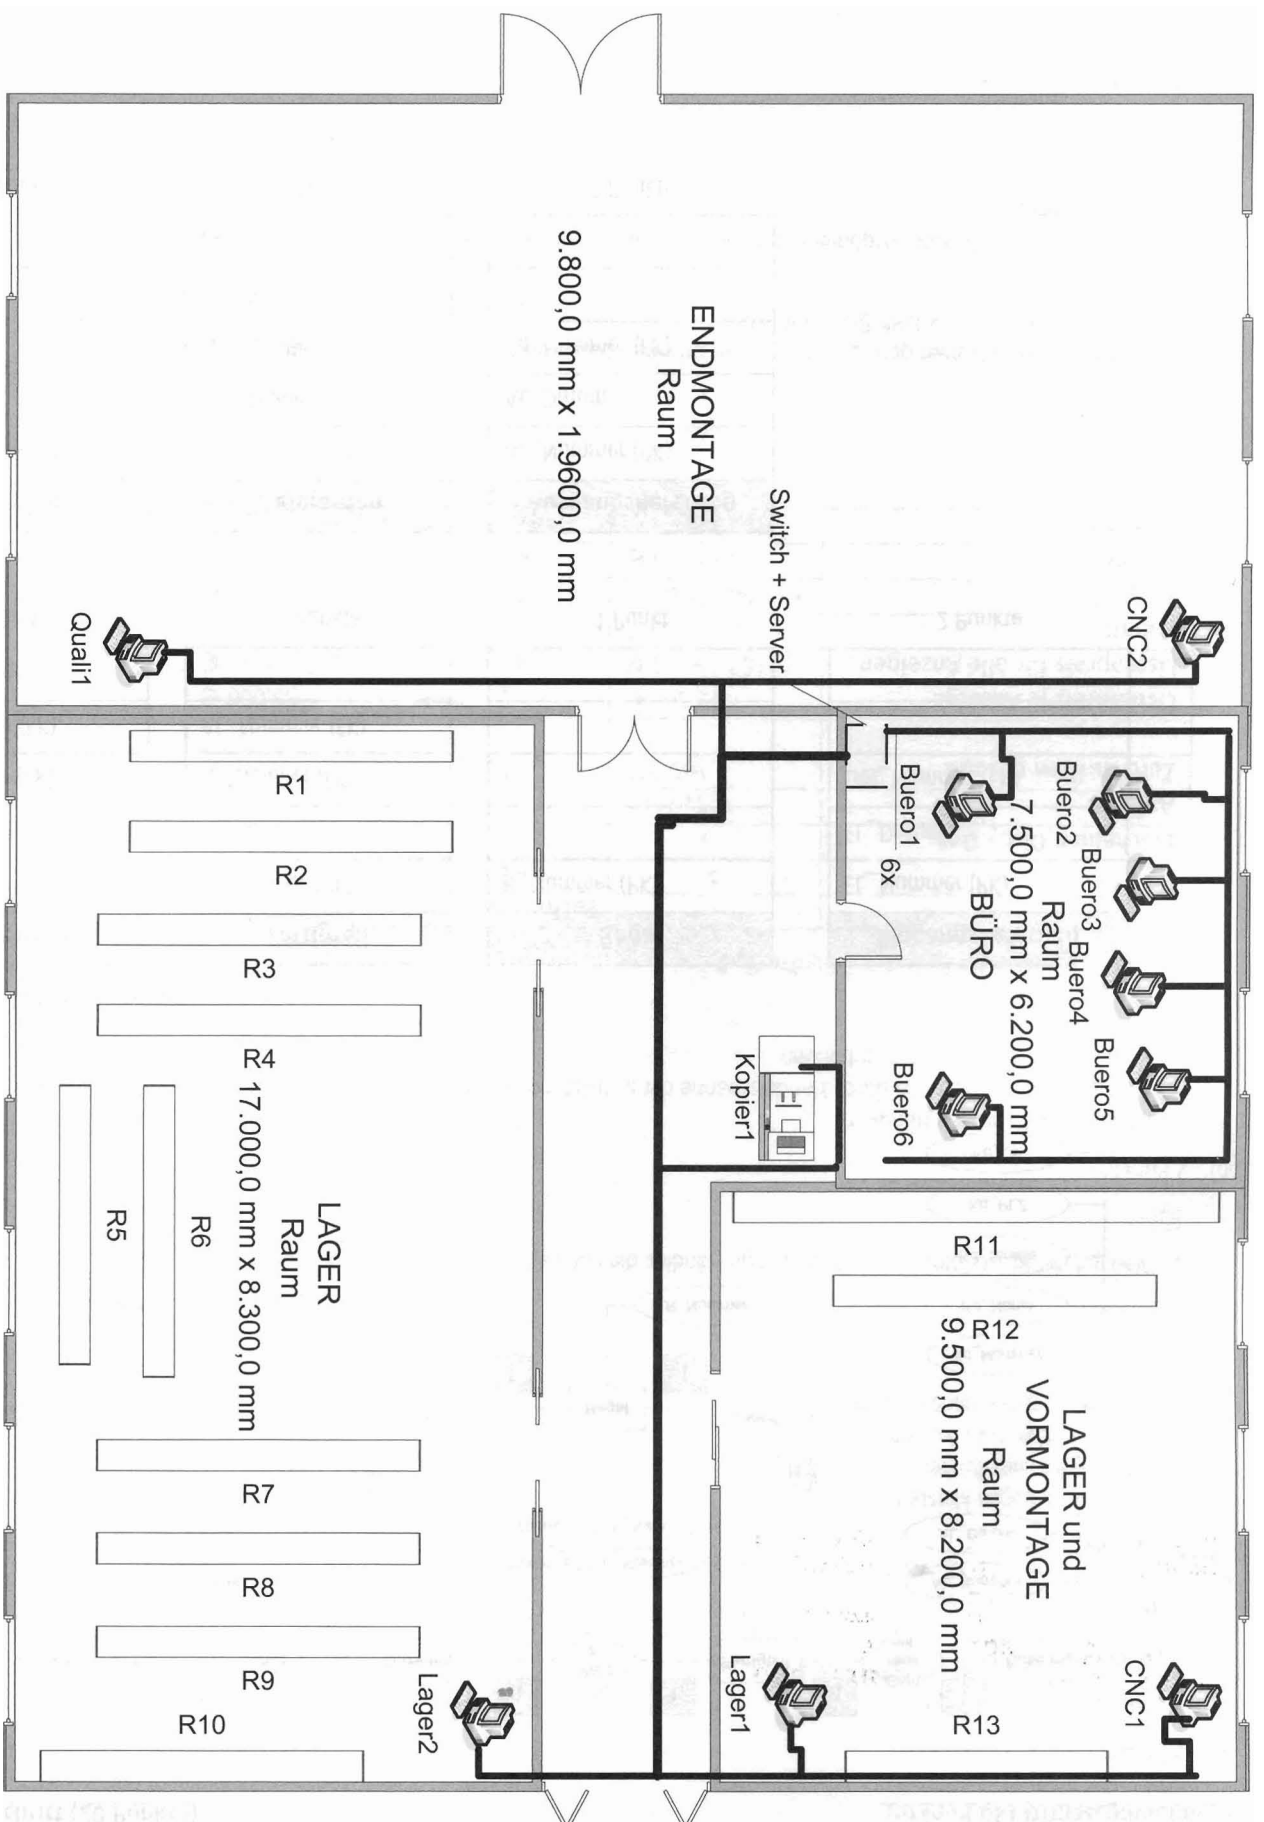 ENDMONTAGE
Raum
9.800,0 mm x 1.9600,0 mm
Switch + Server
CNC2
Quali1
Buero1
6x
Buero2
Buero3
Buero4
Buero5
Buero6
BÜRO
Raum
7.500,0 mm x 6.200,0 mm
Kopier1
R1
R2
R3
R4
R5
R6
LAGER
Raum
17.000,0 mm x 8.300,0 mm
R7
R8
R9
R10
Lager2
R11
R12
LAGER und
VORMONTAGE
Raum
9.500,0 mm x 8.200,0 mm
R13
Lager1
CNC1